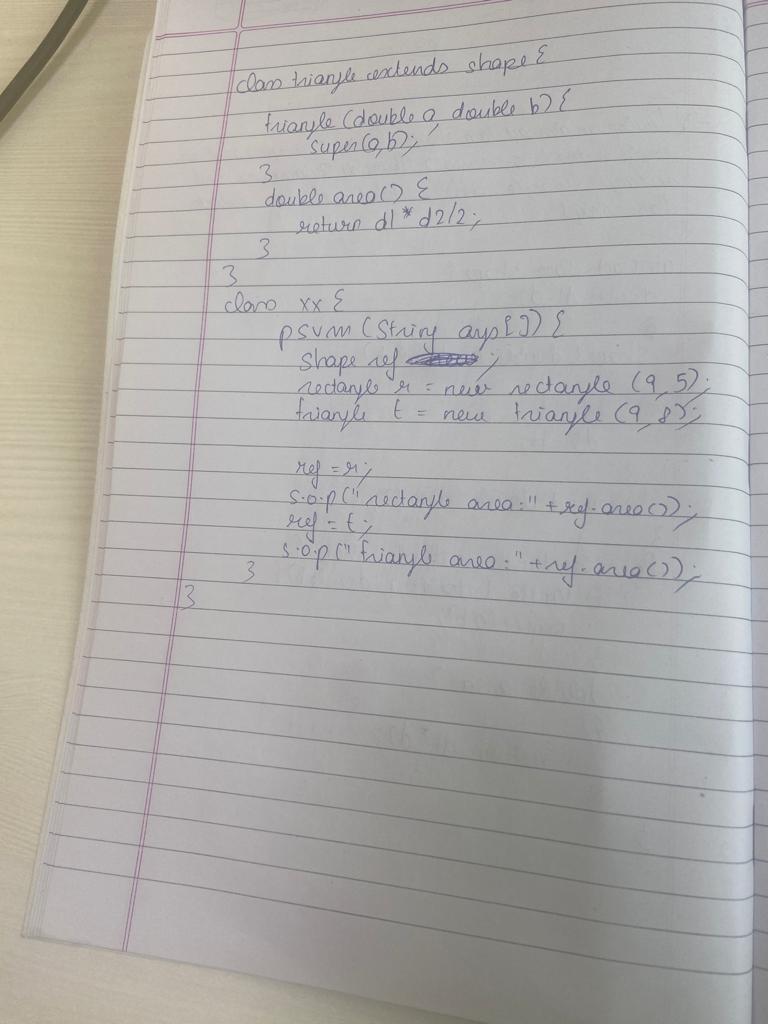 class triangle extends shape {
triangle (double a, double b) {
super(a,b);
}
double area() {
return d1 * d2/2;
}
}
class xx {
psvm (String args[]) {
Shape ref ;
rectangle r = new rectangle (9,5);
triangle t = new triangle (9,8);
ref = r;
s.o.p(" rectangle area:" + ref.area());
ref = t;
s.o.p(" triangle area:" + ref.area());
}
}